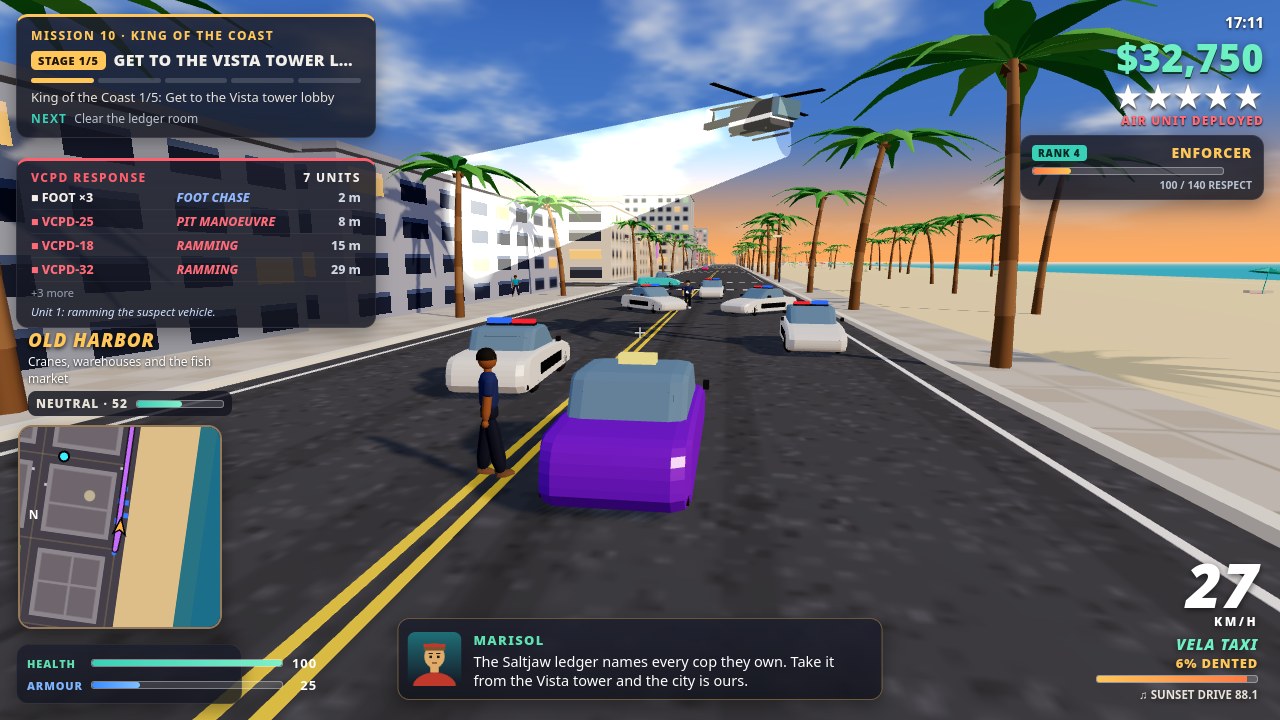 MISSION 10 · KING OF THE COAST
STAGE 1/5 GET TO THE VISTA TOWER L...
King of the Coast 1/5: Get to the Vista tower lobby
NEXT Clear the ledger room
VCPD RESPONSE 7 UNITS
FOOT ×3 FOOT CHASE 2 m
VCPD-25 PIT MANOEUVRE 8 m
VCPD-18 RAMMING 15 m
VCPD-32 RAMMING 29 m
+3 more
Unit 1: ramming the suspect vehicle.
OLD HARBOR
Cranes, warehouses and the fish
market
NEUTRAL · 52
N
HEALTH 100
ARMOUR 25
17:11
$32,750
AIR UNIT DEPLOYED
RANK 4 ENFORCER
100 / 140 RESPECT
MARISOL
The Saltjaw ledger names every cop they own. Take it
from the Vista tower and the city is ours.
27
KM/H
VELA TAXI
6% DENTED
♫ SUNSET DRIVE 88.1